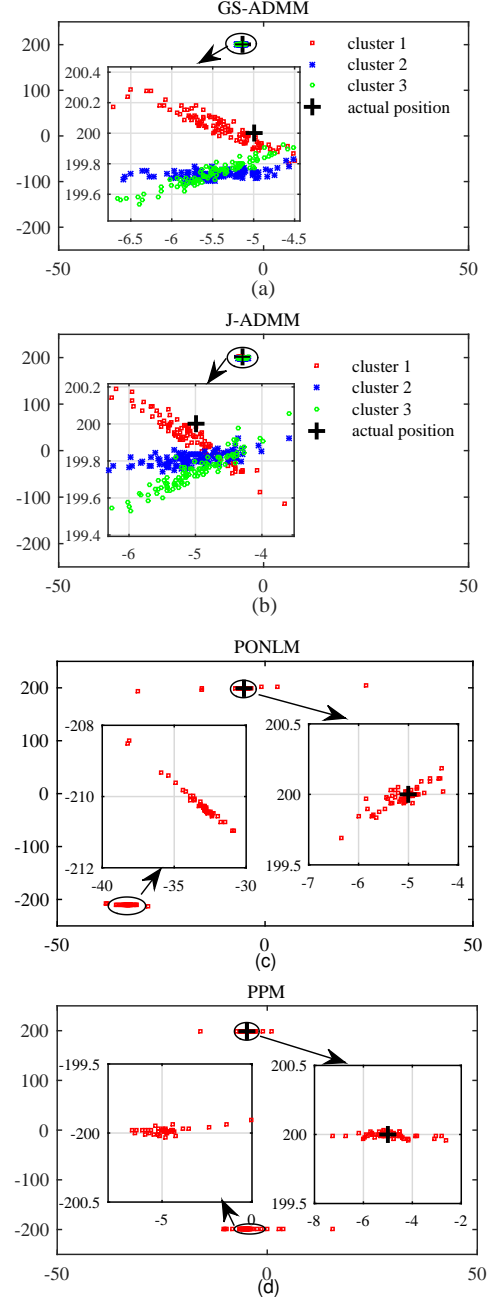 GS-ADMM
200
100
0
-100
-200
200.4
200.2
200
199.8
199.6
-6.5 -6 -5.5 -5 -4.5
cluster 1
cluster 2
cluster 3
actual position
-50 0 50
(a)
J-ADMM
200
100
0
-100
-200
200.2
200
199.8
199.6
199.4
-6 -5 -4
cluster 1
cluster 2
cluster 3
actual position
-50 0 50
(b)
PONLM
200
100
0
-100
-200
-208
-210
-212
-40 -35 -30
200.5
200
199.5
-7 -6 -5 -4
-50 0 50
(c)
PPM
200
100
0
-100
-200
-199.5
-200
-200.5
-5 0
200.5
200
199.5
-8 -6 -4 -2
-50 0 50
(d)